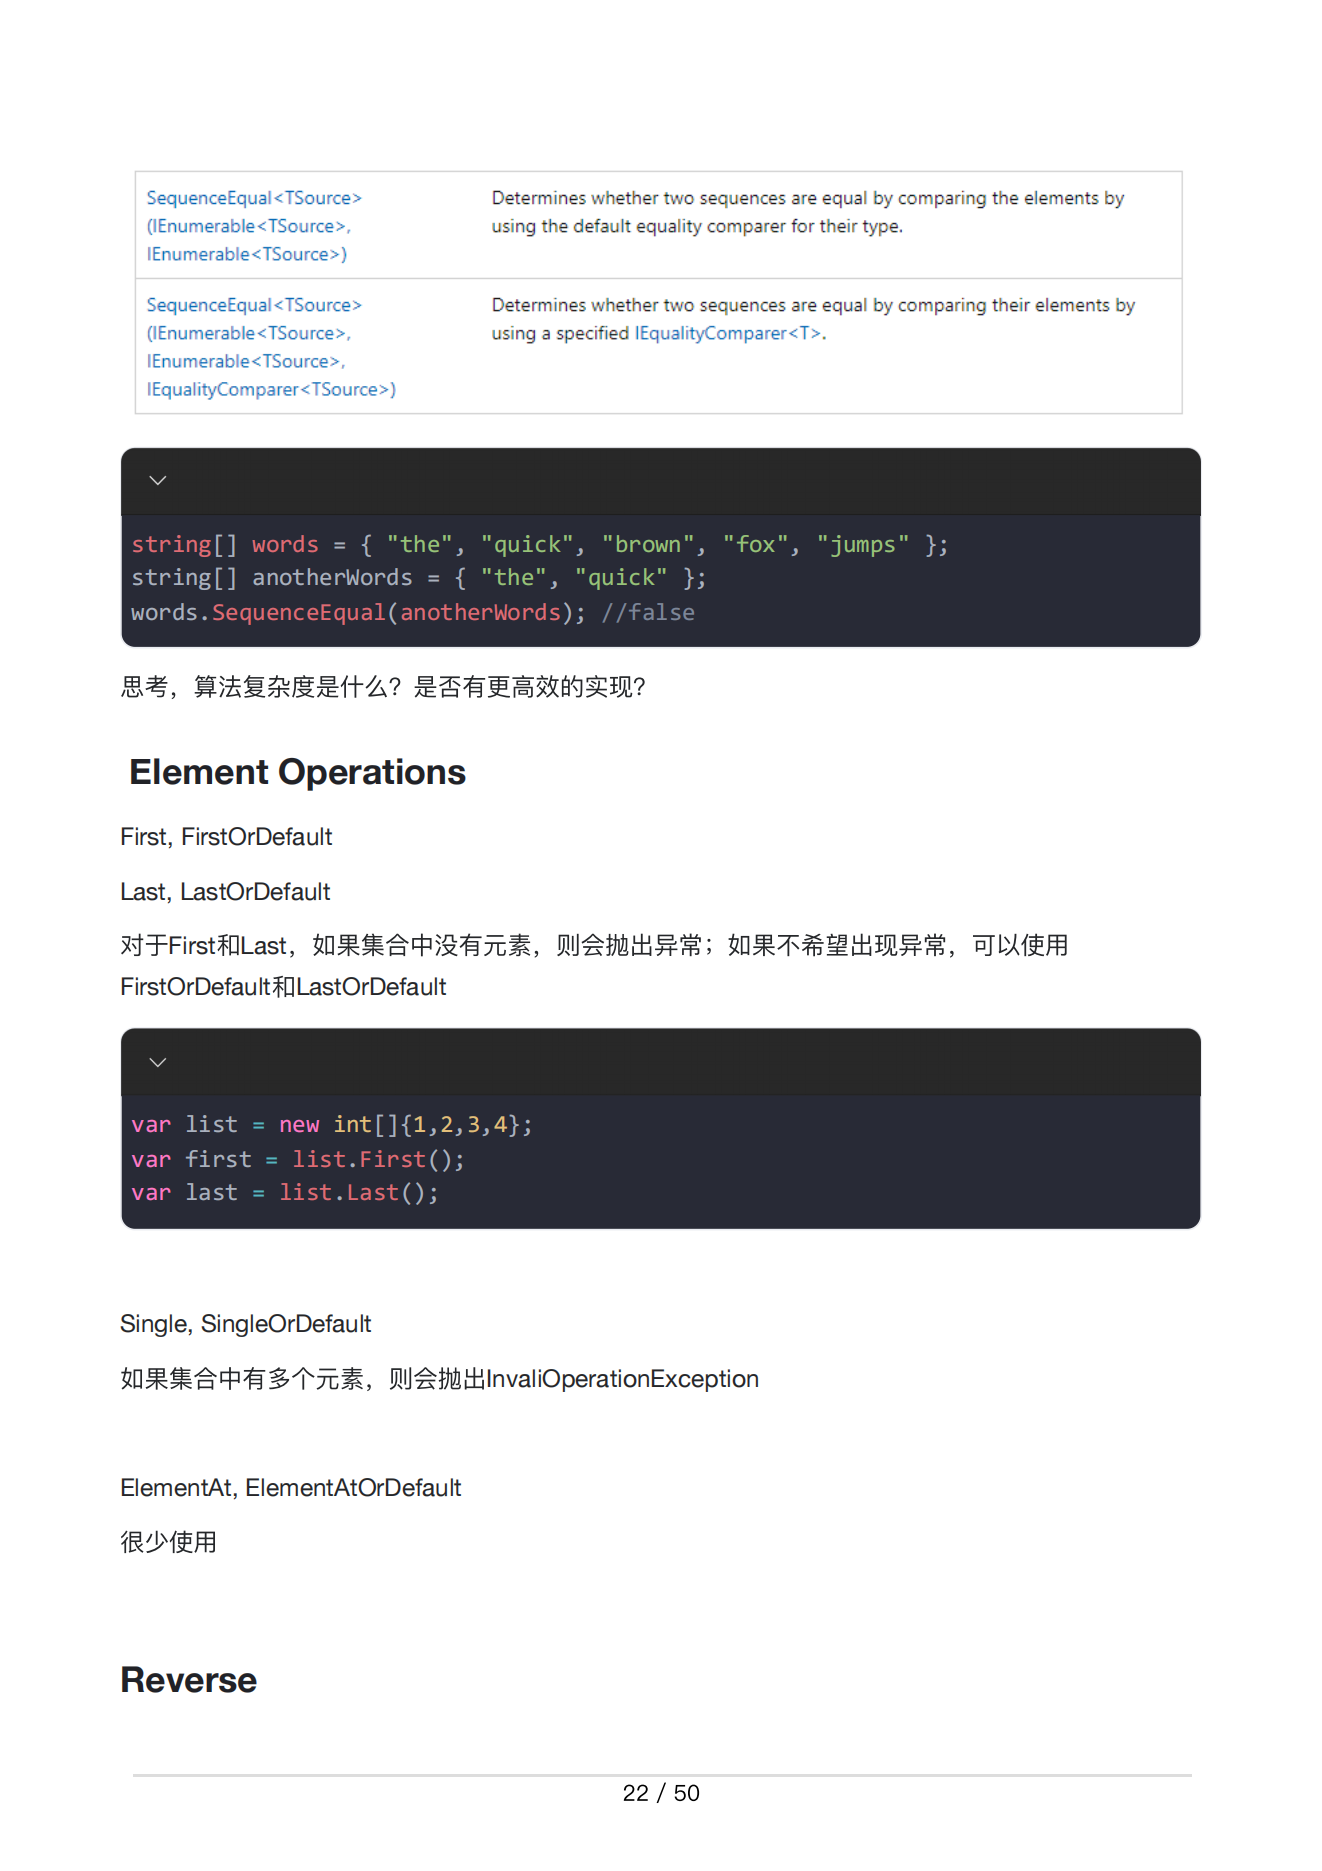 SequenceEqual<TSource>
(IEnumerable<TSource>,
IEnumerable<TSource>)
Determines whether two sequences are equal by comparing the elements by
using the default equality comparer for their type.
SequenceEqual<TSource>
(IEnumerable<TSource>,
IEnumerable<TSource>,
IEqualityComparer<TSource>)
Determines whether two sequences are equal by comparing their elements by
using a specified IEqualityComparer<T>.
string[] words = { "the", "quick", "brown", "fox", "jumps" };
string[] anotherWords = { "the", "quick" };
words.SequenceEqual(anotherWords); //false
思考，算法复杂度是什么？是否有更高效的实现？
Element Operations
First, FirstOrDefault
Last, LastOrDefault
对于First和Last，如果集合中没有元素，则会抛出异常；如果不希望出现异常，可以使用
FirstOrDefault和LastOrDefault
var list = new int[]{1,2,3,4};
var first = list.First();
var last = list.Last();
Single, SingleOrDefault
如果集合中有多个元素，则会抛出InvaliOperationException
ElementAt, ElementAtOrDefault
很少使用
Reverse
22 / 50